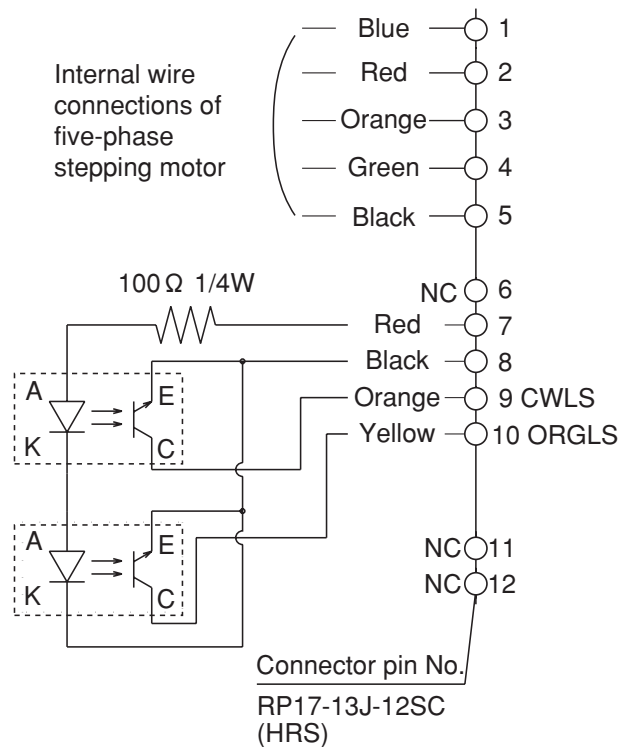 Blue 1
Internal wire
connections of
five-phase
stepping motor
Red 2
Orange 3
Green 4
Black 5
NC 6
100Ω 1/4W
Red 7
Black 8
Orange 9 CWLS
Yellow 10 ORGLS
A E
K C
A E
K C
NC 11
NC 12
Connector pin No.
RP17-13J-12SC
(HRS)